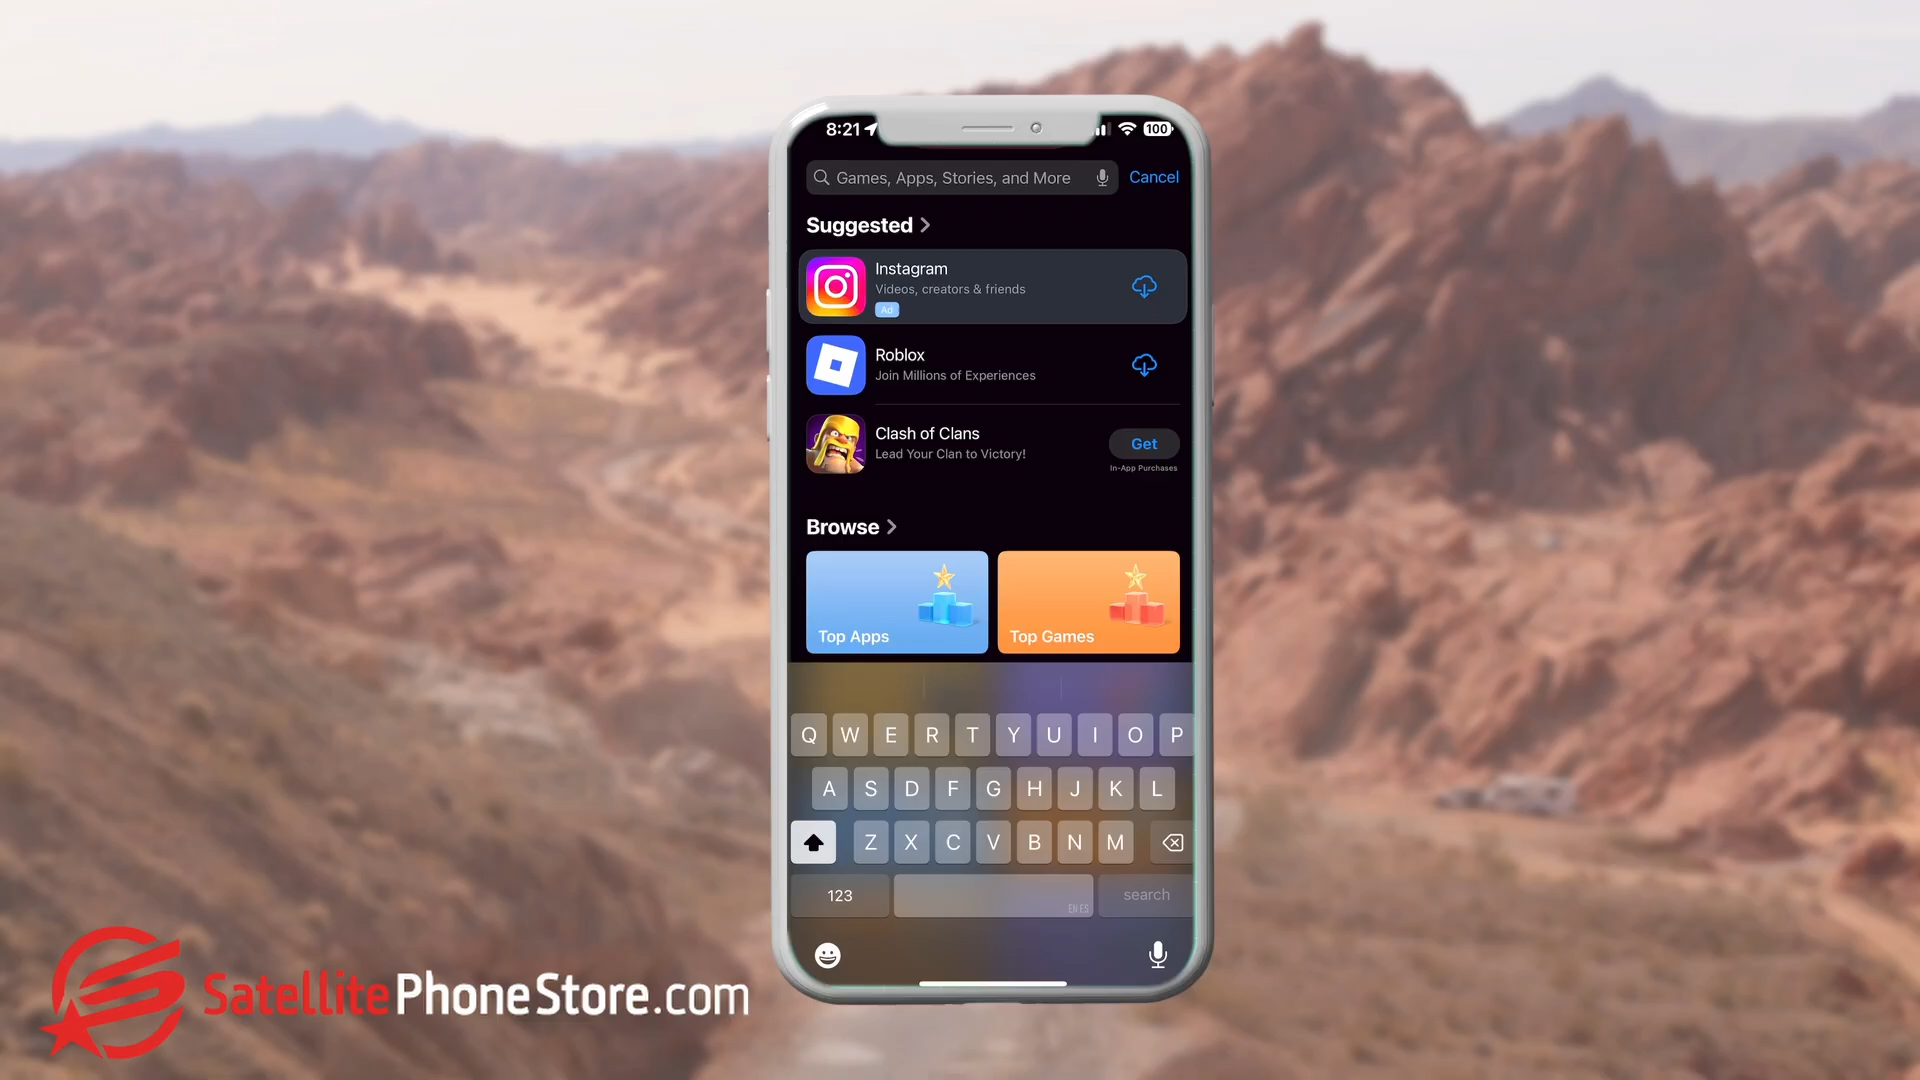 8:21
100
Games, Apps, Stories, and More
Cancel
Suggested
Instagram
Videos, creators & friends
Ad
Roblox
Join Millions of Experiences
Clash of Clans
Lead Your Clan to Victory!
Get
In-App Purchases
Browse
Top Apps
Top Games
Q W E R T Y U I O P
A S D F G H J K L
Z X C V B N M
123
EN ES
search
SatellitePhoneStore.com